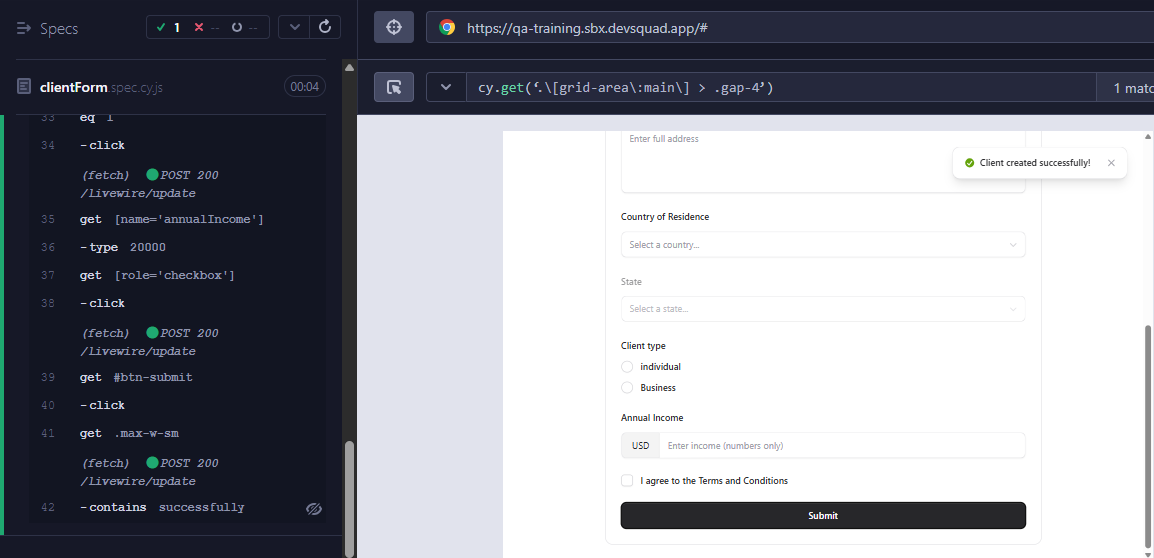 Specs
1
--
--
https://qa-training.sbx.devsquad.app/#
clientForm.spec.cy.js
00:04
cy.get(‘.\[grid-area\:main\] > .gap-4’)
33 eq 1
34 -click
(fetch) POST 200
/livewire/update
35 get [name='annualIncome']
36 -type 20000
37 get [role='checkbox']
38 -click
(fetch) POST 200
/livewire/update
39 get #btn-submit
40 -click
41 get .max-w-sm
(fetch) POST 200
/livewire/update
42 -contains successfully
Enter full address
Client created successfully!
Country of Residence
Select a country...
State
Select a state...
Client type
individual
Business
Annual Income
USD Enter income (numbers only)
I agree to the Terms and Conditions
Submit